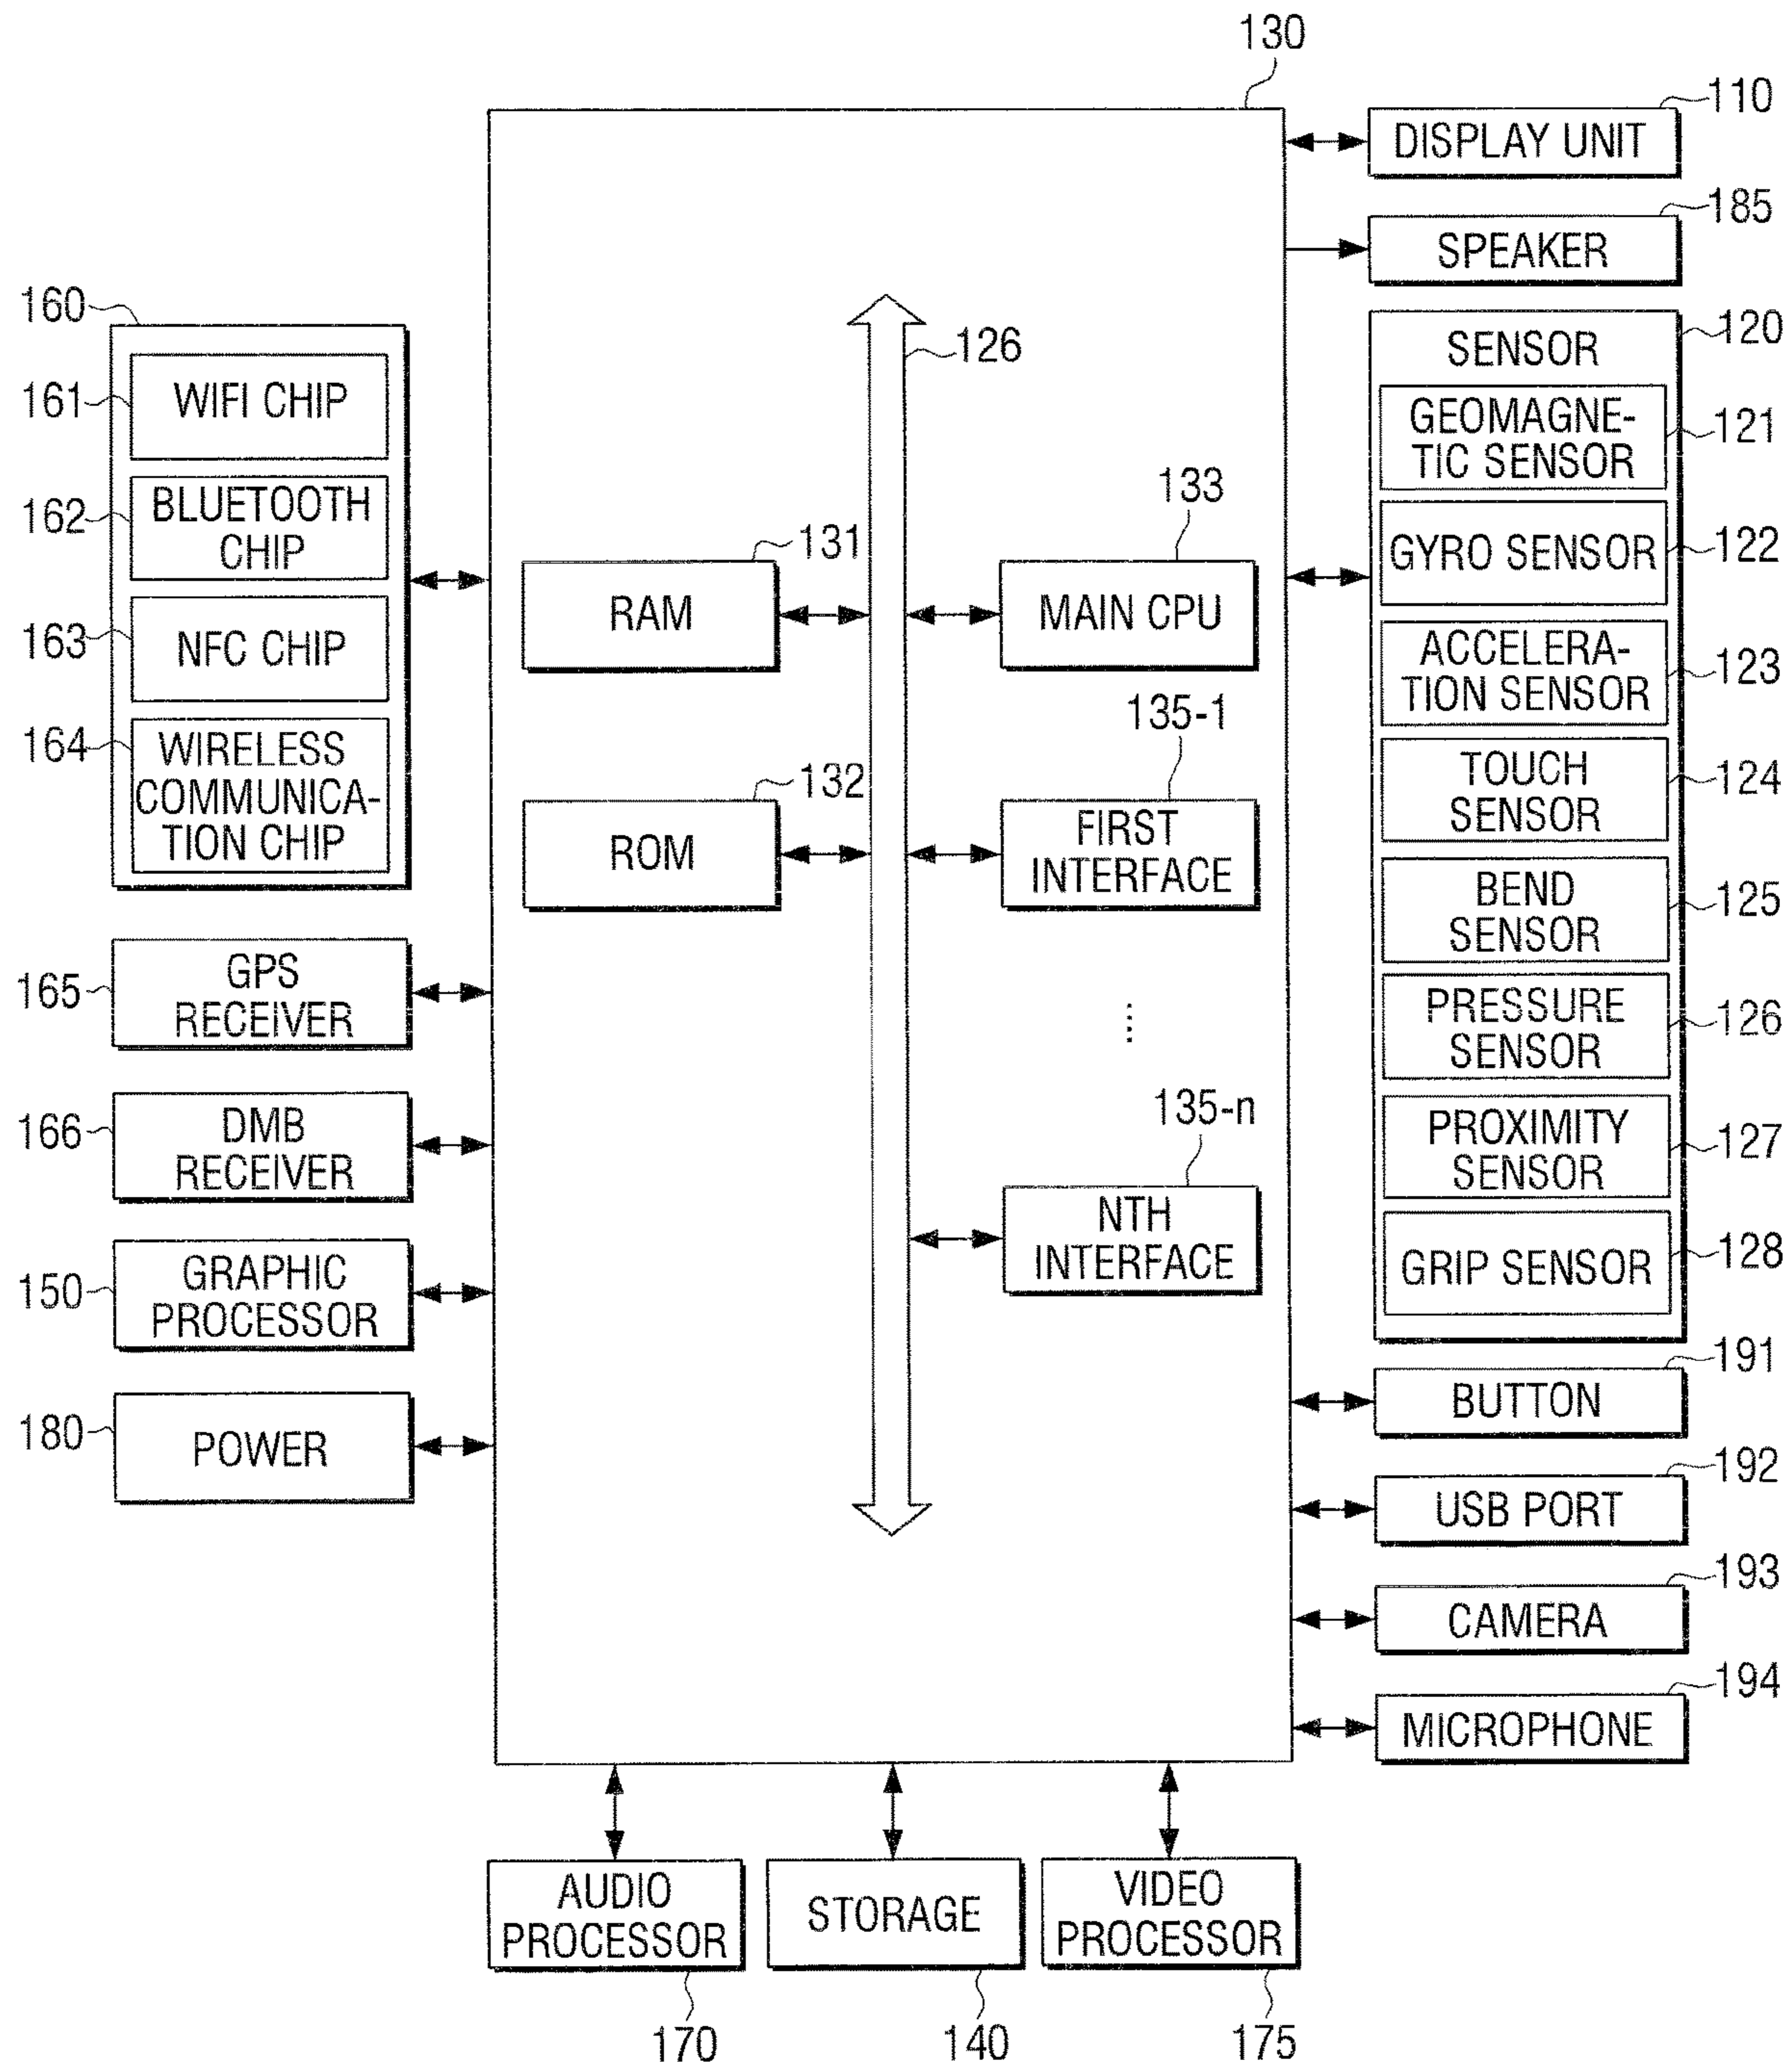 130
110
DISPLAY UNIT
185
SPEAKER
160
161
WIFI CHIP
162
BLUETOOTH
CHIP
163
NFC CHIP
164
WIRELESS
COMMUNICA-
TION CHIP
165
GPS
RECEIVER
166
DMB
RECEIVER
150
GRAPHIC
PROCESSOR
180
POWER
126
131
RAM
132
ROM
133
MAIN CPU
135-1
FIRST
INTERFACE
135-n
NTH
INTERFACE
120
SENSOR
GEOMAGNE-
TIC SENSOR
121
GYRO SENSOR
122
ACCELERA-
TION SENSOR
123
TOUCH
SENSOR
124
BEND
SENSOR
125
PRESSURE
SENSOR
126
PROXIMITY
SENSOR
127
GRIP SENSOR
128
191
BUTTON
192
USB PORT
193
CAMERA
194
MICROPHONE
AUDIO
PROCESSOR
170
STORAGE
140
VIDEO
PROCESSOR
175